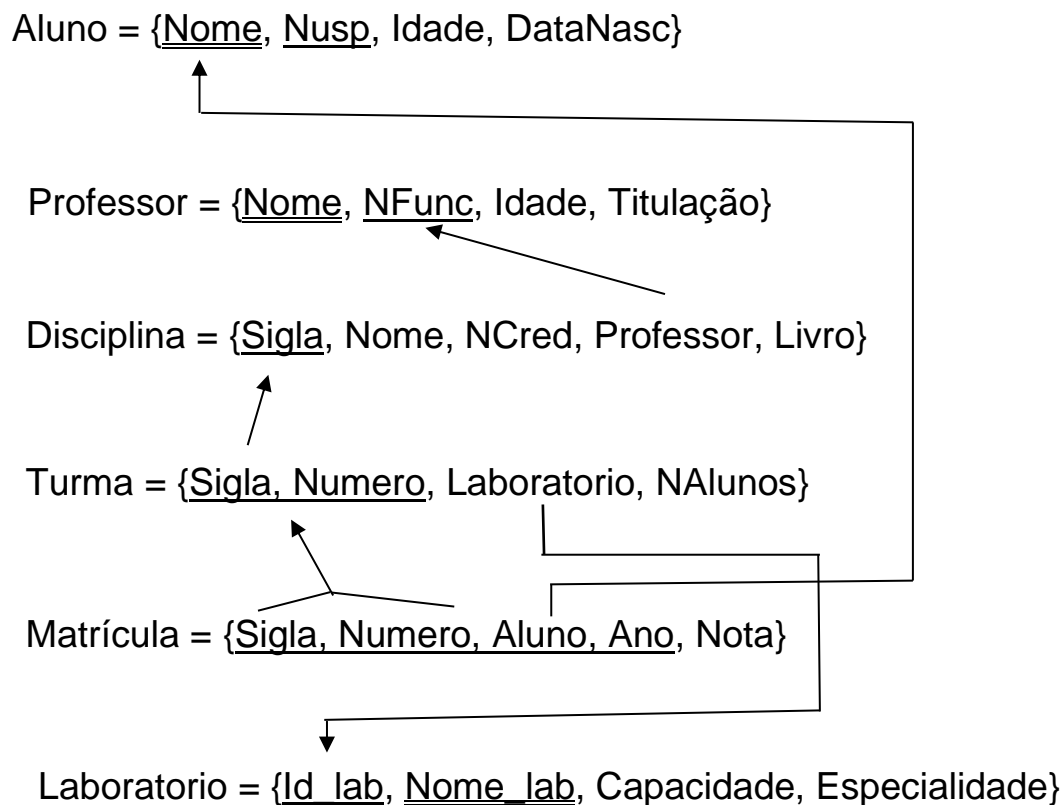 Aluno = {Nome, Nusp, Idade, DataNasc}
Professor = {Nome, NFunc, Idade, Titulação}
Disciplina = {Sigla, Nome, NCred, Professor, Livro}
Turma = {Sigla, Numero, Laboratorio, NAlunos}
Matrícula = {Sigla, Numero, Aluno, Ano, Nota}
Laboratorio = {Id_lab, Nome_lab, Capacidade, Especialidade}